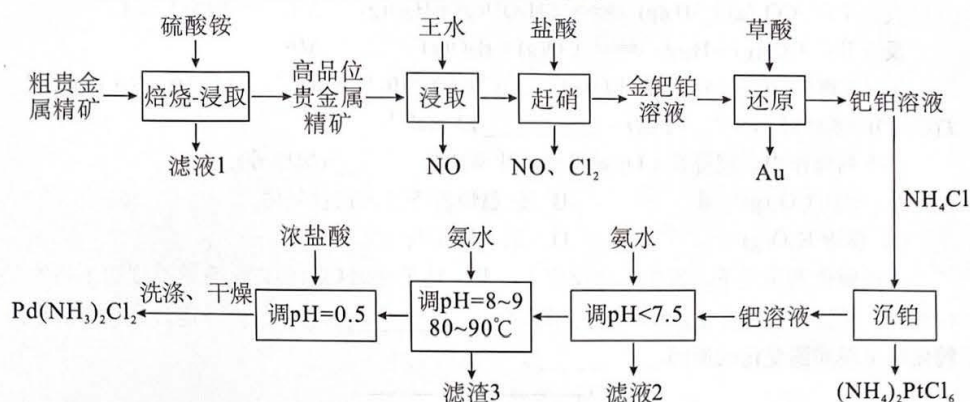 硫酸铵
王水
盐酸
草酸
粗贵金
属精矿
焙烧-浸取
高品位
贵金属
精矿
浸取
赶硝
金钯铂
溶液
还原
钯铂溶液
滤液1
NO
NO、Cl₂
Au
NH₄Cl
浓盐酸
氨水
氨水
Pd(NH₃)₂Cl₂
洗涤、干燥
调pH=0.5
调pH=8~9
80~90℃
调pH<7.5
钯溶液
沉铂
滤渣3
滤液2
(NH₄)₂PtCl₆